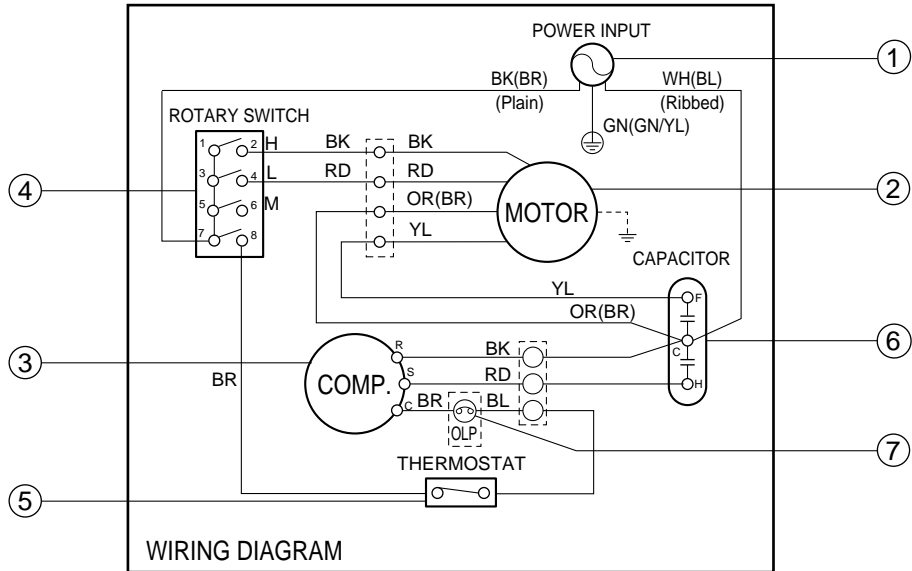 POWER INPUT
1
BK(BR)
(Plain)
WH(BL)
(Ribbed)
GN(GN/YL)
ROTARY SWITCH
1 2 H
BK
BK
3 4 L
RD
RD
4
2
5 6 M
OR(BR)
MOTOR
7 8
YL
CAPACITOR
YL
F
OR(BR)
6
C
3
R
BK
BR
COMP.
S
RD
H
C
BR
BL
OLP
7
THERMOSTAT
5
WIRING DIAGRAM